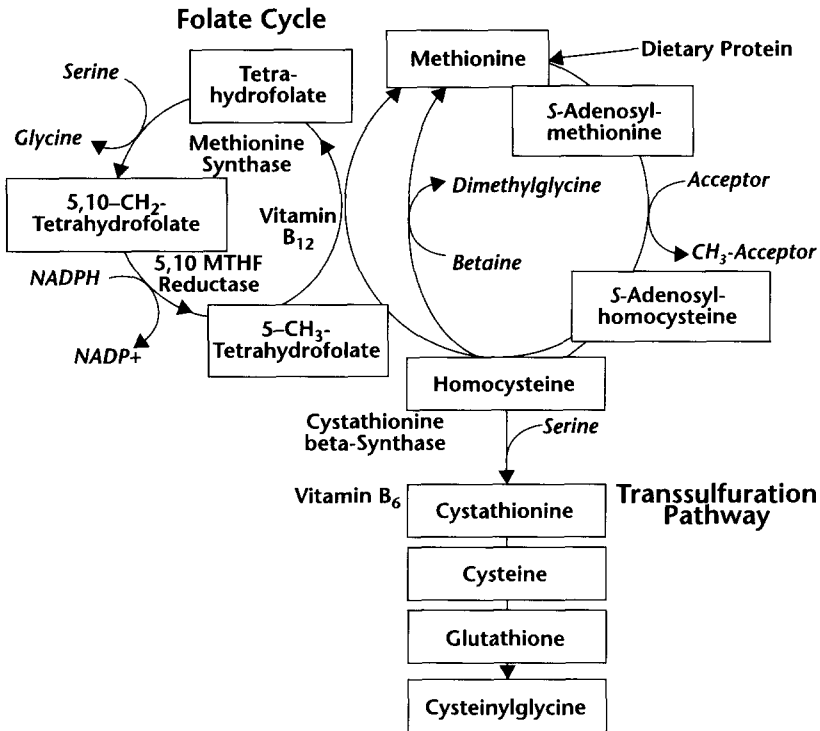 Folate Cycle
Methionine
Dietary Protein
Tetra-
hydrofolate
Serine
Glycine
S-Adenosyl-
methionine
Methionine
Synthase
5,10–CH₂-
Tetrahydrofolate
Vitamin
B₁₂
Dimethylglycine
Betaine
Acceptor
CH₃-Acceptor
5,10 MTHF
Reductase
NADPH
NADP+
5–CH₃-
Tetrahydrofolate
S-Adenosyl-
homocysteine
Homocysteine
Cystathionine
beta-Synthase
Serine
Vitamin B₆
Cystathionine
Transsulfuration
Pathway
Cysteine
Glutathione
Cysteinylglycine